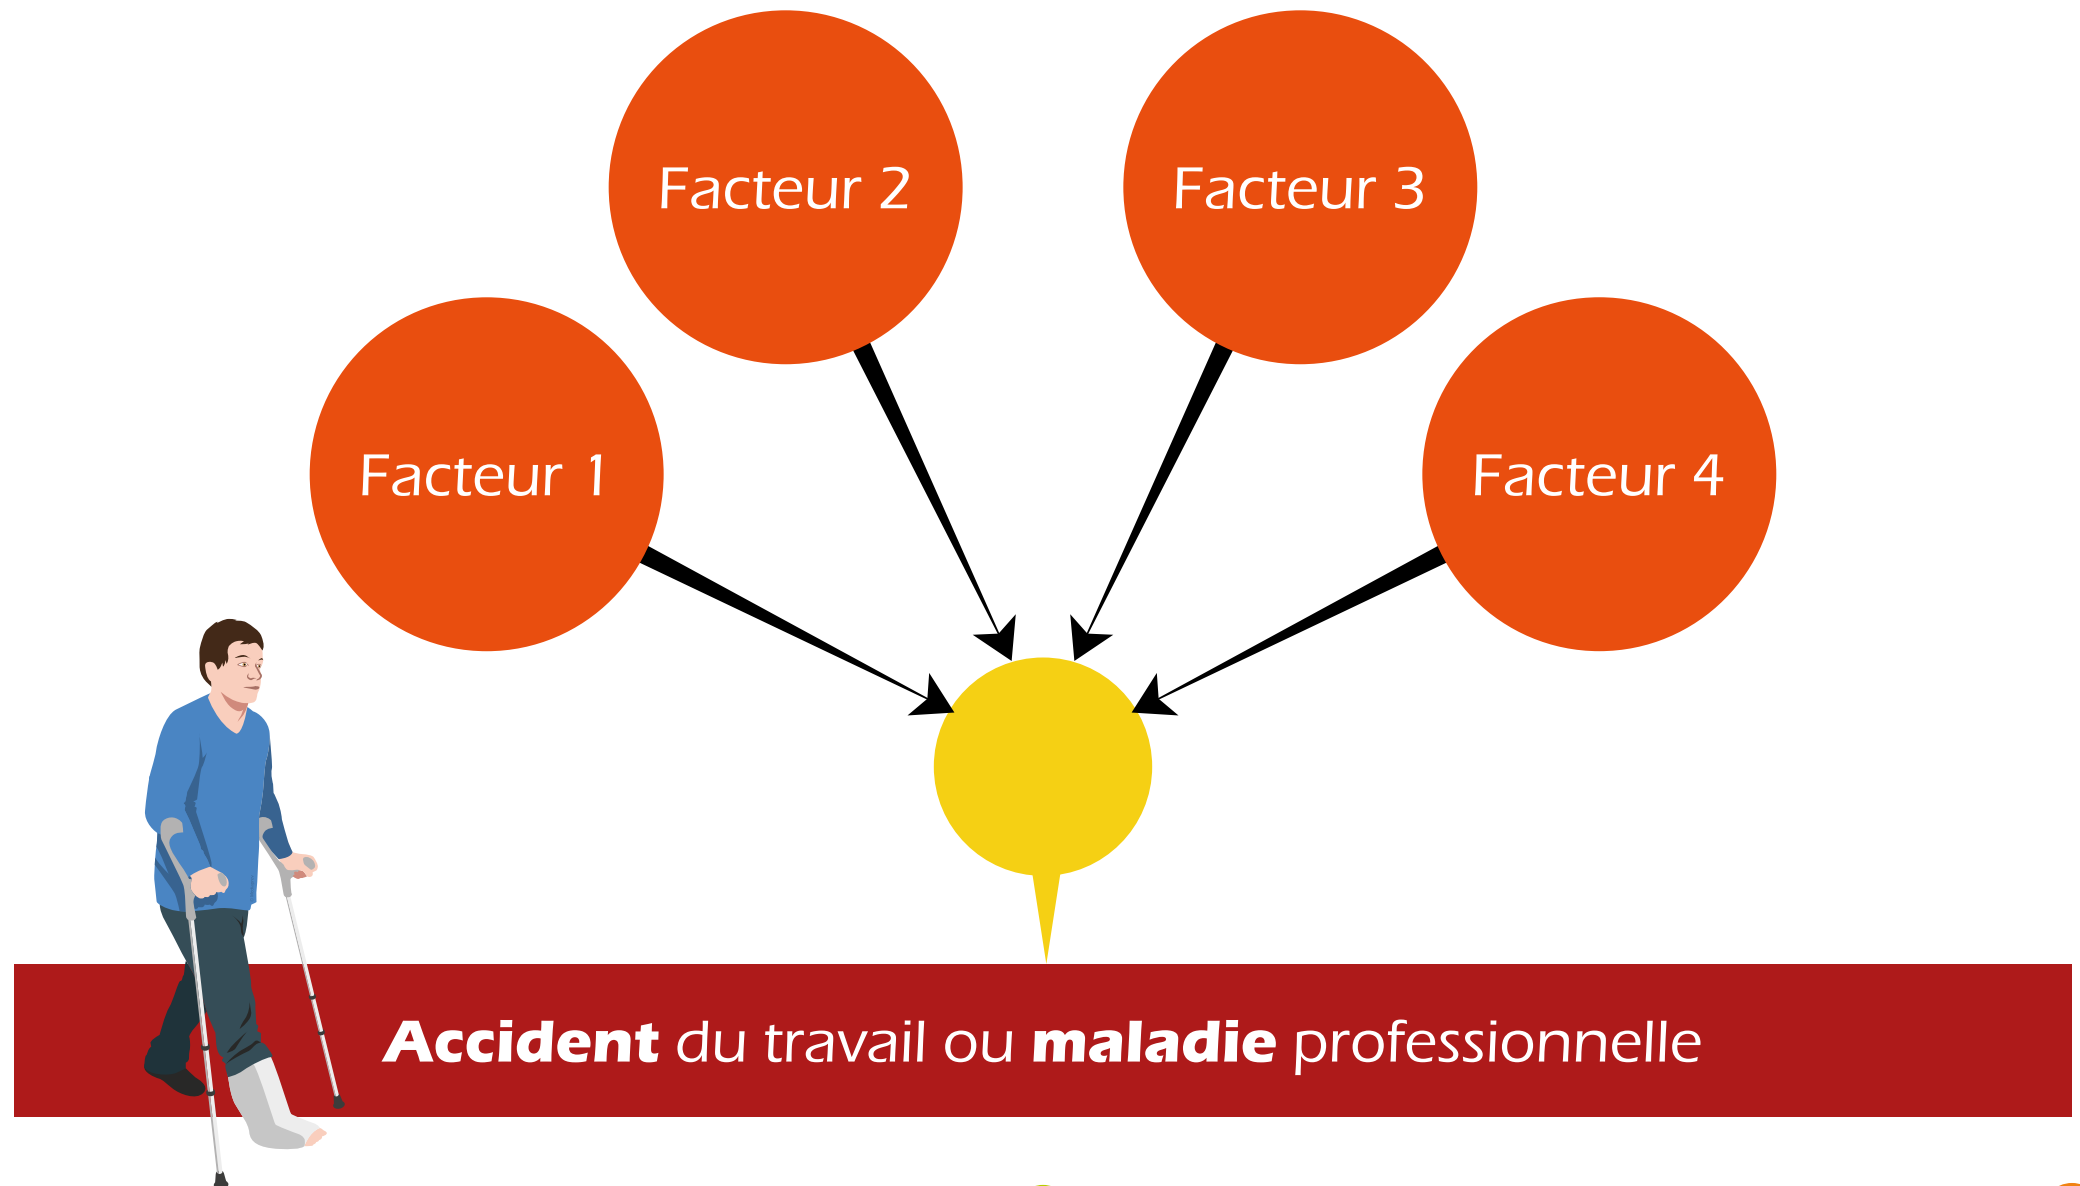 Facteur 2
Facteur 3
Facteur 1
Facteur 4
Accident du travail ou maladie professionnelle